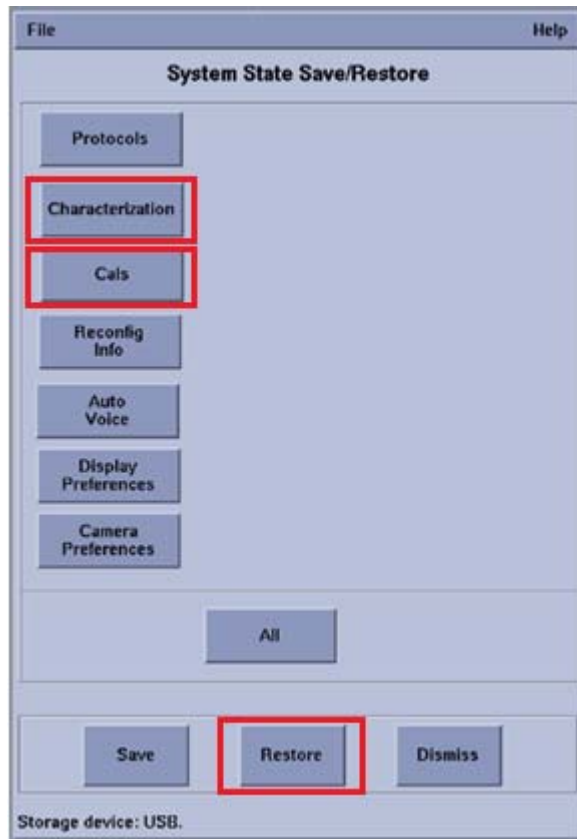 File Help
System State Save/Restore
Protocols
Characterization
Cals
Reconfig
Info
Auto
Voice
Display
Preferences
Camera
Preferences
All
Save Restore Dismiss
Storage device: USB.